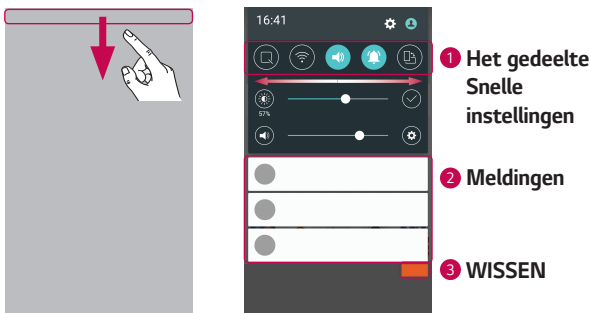 16:41
1 Het gedeelte
Snelle
instellingen
57%
2 Meldingen
3 WISSEN